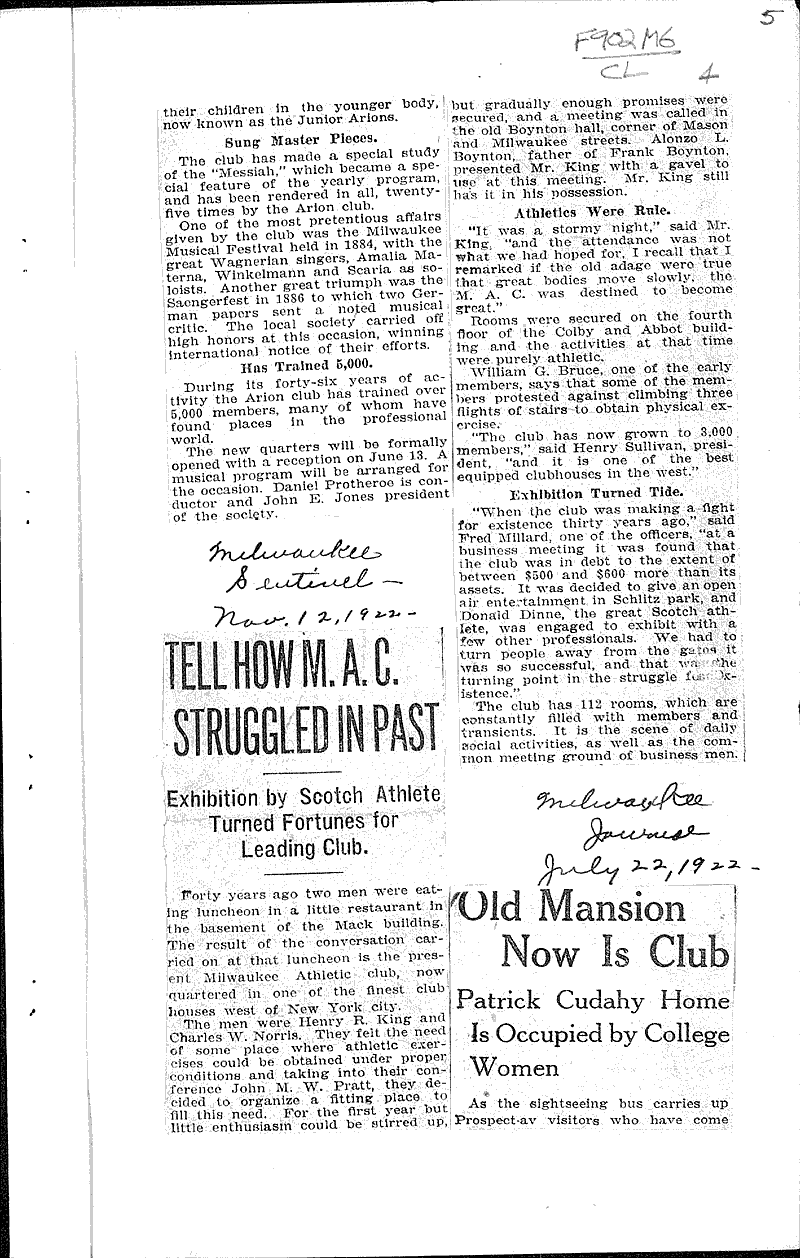 5
F902M6
CL 4
their children in the younger body,
now known as the Junior Arions.
Sung Master Pieces.
The club has made a special study
of the "Messiah," which became a spe-
cial feature of the yearly program,
and has been rendered in all, twenty-
five times by the Arion club.
One of the most pretentious affairs
given by the club was the Milwaukee
Musical Festival held in 1884, with the
great Wagnerian singers, Amalia Ma-
terna, Winkelmann and Scaria as so-
loists. Another great triumph was the
Saengerfest in 1886 to which two Ger-
man papers sent a noted musical
critic. The local society carried off
high honors at this occasion, winning
international notice of their efforts.
Has Trained 5,000.
During its forty-six years of ac-
tivity the Arion club has trained over
5,000 members, many of whom have
found places in the professional
world.
The new quarters will be formally
opened with a reception on June 13. A
musical program will be arranged for
the occasion. Daniel Protheroe is con-
ductor and John E. Jones president
of the society.
Milwaukee
Sentinel —
Nov. 12, 1922 —
TELL HOW M. A. C.
STRUGGLED IN PAST
Exhibition by Scotch Athlete
Turned Fortunes for
Leading Club.
Forty years ago two men were eat-
ing luncheon in a little restaurant in
the basement of the Mack building.
The result of the conversation car-
ried on at that luncheon is the pres-
ent Milwaukee Athletic club, now
quartered in one of the finest club
houses west of New York city.
The men were Henry R. King and
Charles W. Norris. They felt the need
of some place where athletic exer-
cises could be obtained under proper
conditions and taking into their con-
ference John M. W. Pratt, they de-
cided to organize a fitting place to
fill this need. For the first year but
little enthusiasm could be stirred up,
but gradually enough promises were
secured, and a meeting was called in
the old Boynton hall, corner of Mason
and Milwaukee streets. Alonzo L.
Boynton, father of Frank Boynton,
presented Mr. King with a gavel to
use at this meeting. Mr. King still
has it in his possession.
Athletics Were Rule.
"It was a stormy night," said Mr.
King, "and the attendance was not
what we had hoped for. I recall that I
remarked if the old adage were true
that great bodies move slowly, the
M. A. C. was destined to become
great."
Rooms were secured on the fourth
floor of the Colby and Abbot build-
ing and the activities at that time
were purely athletic.
William G. Bruce, one of the early
members, says that some of the mem-
bers protested against climbing three
flights of stairs to obtain physical ex-
ercise.
"The club has now grown to 3,000
members," said Henry Sullivan, presi-
dent, "and it is one of the best
equipped clubhouses in the west."
Exhibition Turned Tide.
"When the club was making a fight
for existence thirty years ago," said
Fred Millard, one of the officers, "at a
business meeting it was found that
the club was in debt to the extent of
between $500 and $600 more than its
assets. It was decided to give an open
air entertainment in Schlitz park, and
Donald Dinne, the great Scotch ath-
lete, was engaged to exhibit with a
few other professionals. We had to
turn people away from the gates it
was so successful, and that was the
turning point in the struggle for ex-
istence."
The club has 112 rooms, which are
constantly filled with members and
transients. It is the scene of daily
social activities, as well as the com-
mon meeting ground of business men.
Milwaukee
Journal
July 22, 1922 —
Old Mansion
Now Is Club
Patrick Cudahy Home
Is Occupied by College
Women
As the sightseeing bus carries up
Prospect-av visitors who have come